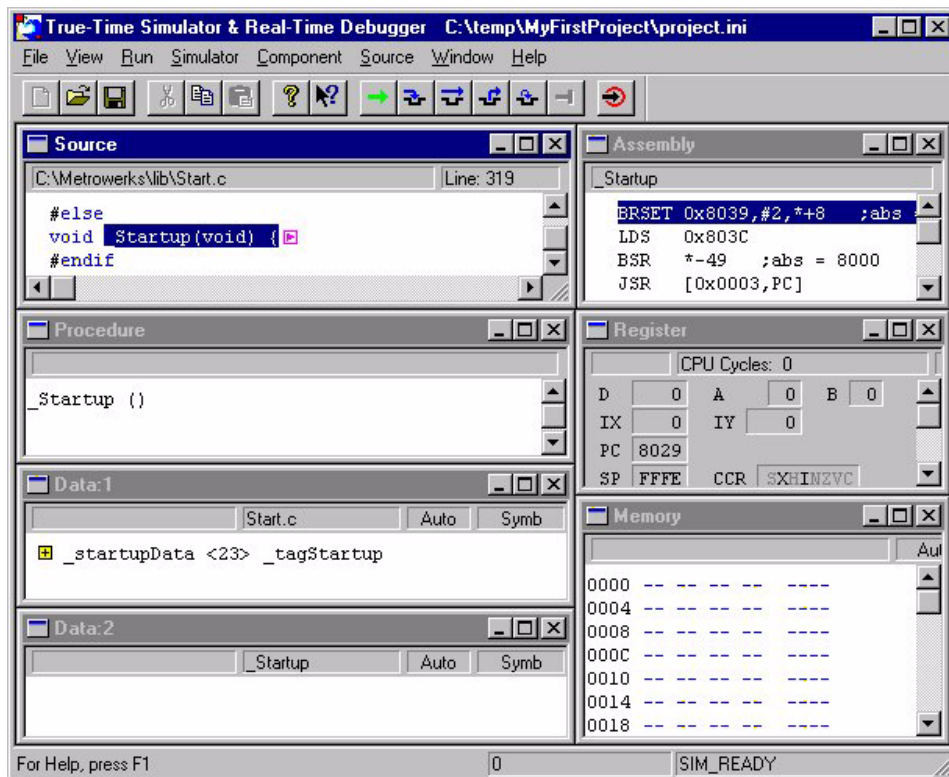 True-Time Simulator & Real-Time Debugger C:\temp\MyFirstProject\project.ini
File View Run Simulator Component Source Window Help
Source
C:\Metrowerks\lib\Start.c Line: 319
#else
void _Startup(void) {
#endif
Assembly
_Startup
BRSET 0x8039,#2,*+8 ;abs =
LDS 0x803C
BSR *-49 ;abs = 8000
JSR [0x0003,PC]
Procedure
_Startup ()
Register
CPU Cycles: 0
D 0 A 0 B 0
IX 0 IY 0
PC 8029
SP FFFE CCR SXHINZVC
Data:1
Start.c Auto Symb
_startupData <23> _tagStartup
Data:2
_Startup Auto Symb
Memory
Au
0000 -- -- -- -- ----
0004 -- -- -- -- ----
0008 -- -- -- -- ----
000C -- -- -- -- ----
0010 -- -- -- -- ----
0014 -- -- -- -- ----
0018 -- -- -- -- ----
For Help, press F1 0 SIM_READY